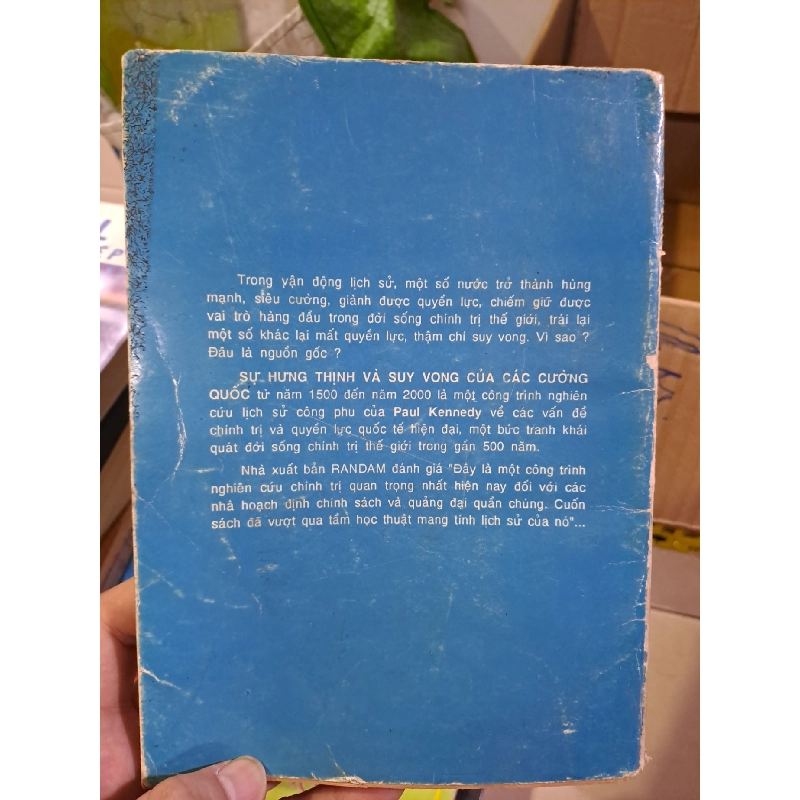 Trong vận động lịch sử, một số nước trở thành hùng
mạnh, siêu cường, giành được quyền lực, chiếm giữ được
vai trò hàng đầu trong đời sống chính trị thế giới, trái lại
một số khác lại mất quyền lực, thậm chí suy vong. Vì sao ?
Đâu là nguồn gốc ?
SỰ HƯNG THỊNH VÀ SUY VONG CỦA CÁC CƯỜNG
QUỐC từ năm 1500 đến năm 2000 là một công trình nghiên
cứu lịch sử công phu của Paul Kennedy về các vấn đề
chính trị và quyền lực quốc tế hiện đại, một bức tranh khái
quát đời sống chính trị thế giới trong gần 500 năm.
Nhà xuất bản RANDAM đánh giá "Đây là một công trình
nghiên cứu chính trị quan trọng nhất hiện nay đối với các
nhà hoạch định chính sách và quảng đại quần chúng. Cuốn
sách đã vượt qua tầm học thuật mang tính lịch sử của nó"...